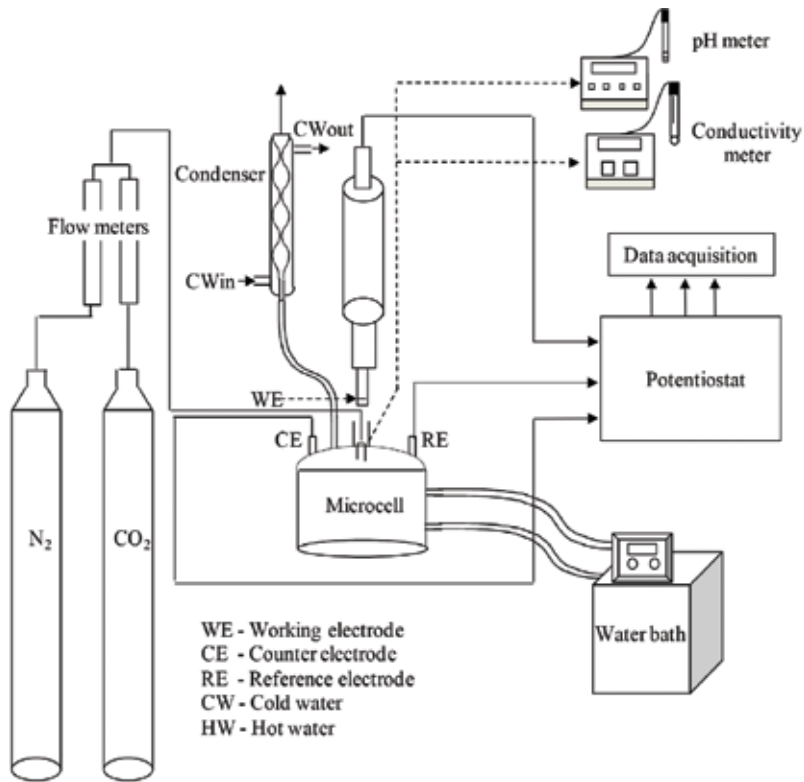 pH meter
CWout
Conductivity
meter
Condenser
Flow meters
Data acquisition
CWin
Potentiostat
WE
CE
RE
Microcell
N₂
CO₂
Water bath
WE - Working electrode
CE - Counter electrode
RE - Reference electrode
CW - Cold water
HW - Hot water